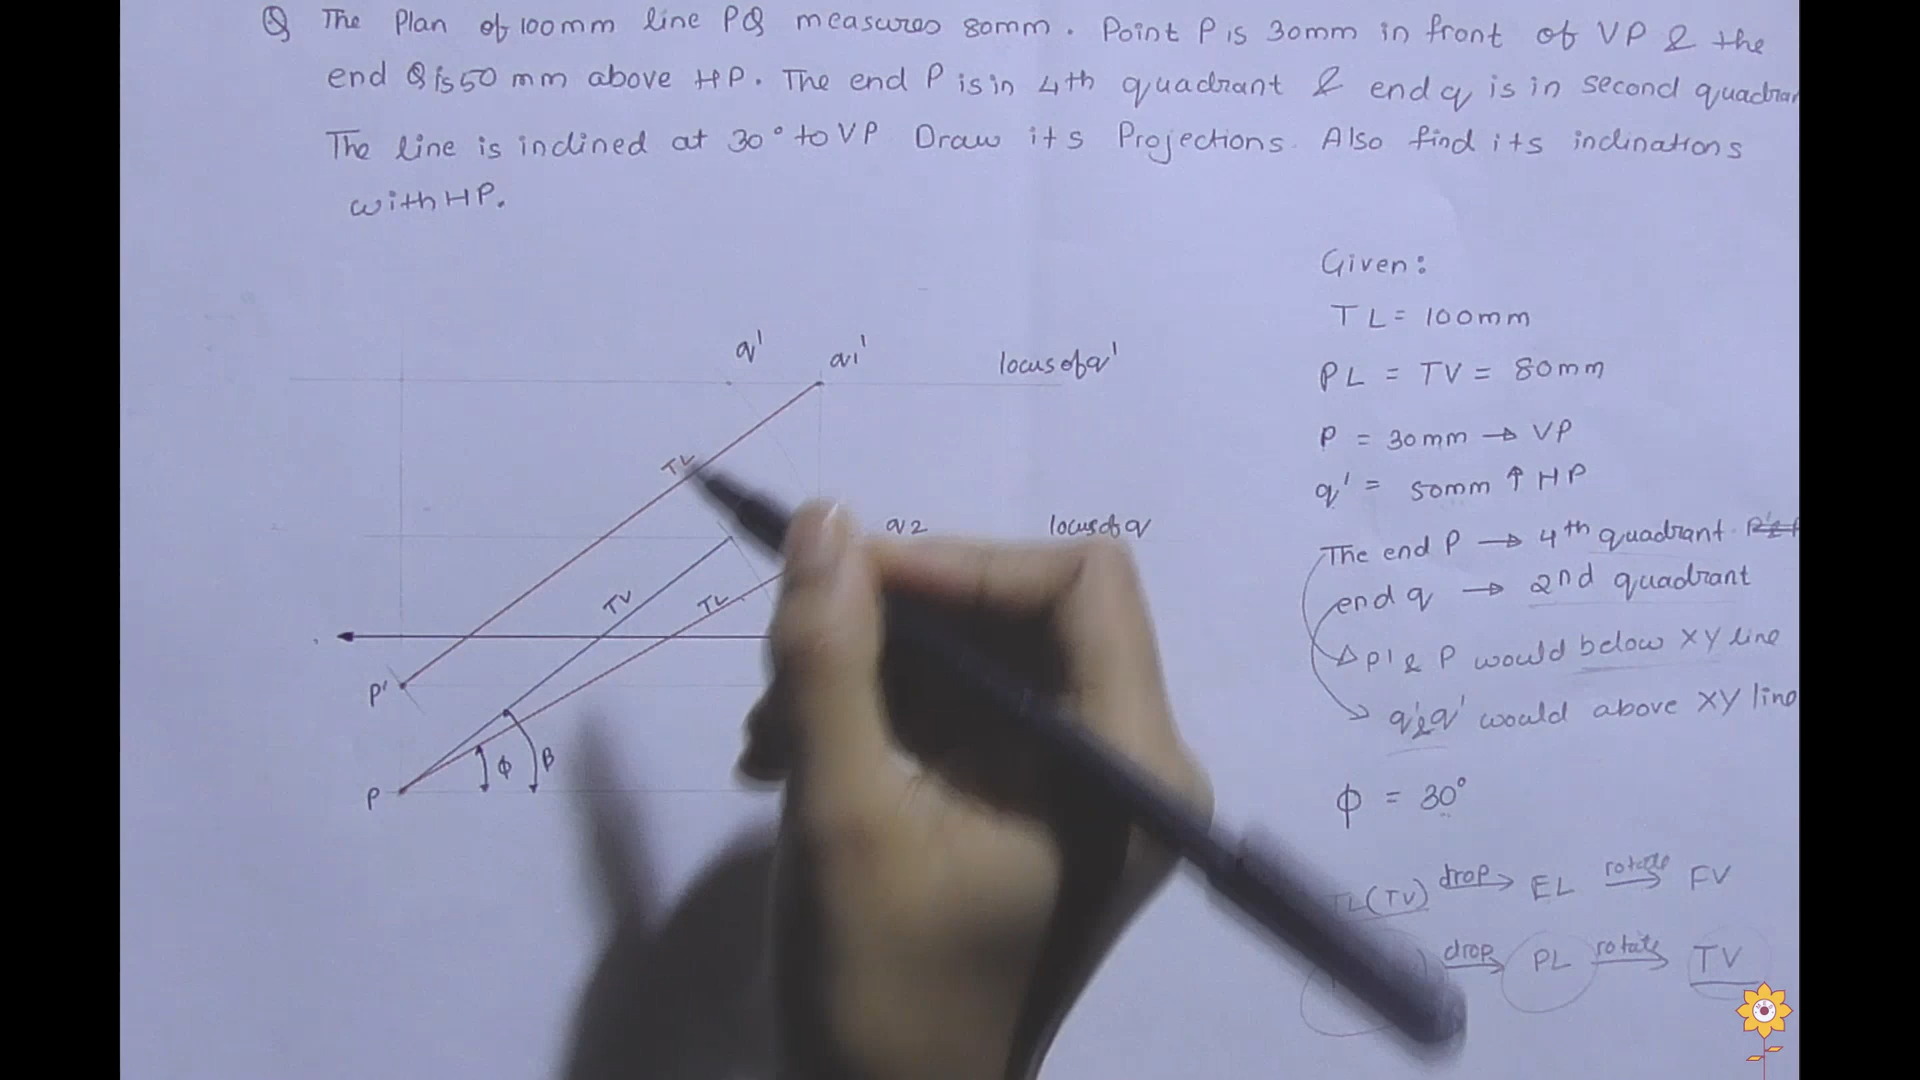 Q The Plan of 100mm line PQ measures 80mm. Point P is 30mm in front of VP & the
end Q is 50 mm above HP. The end P is in 4th quadrant & end q is in second
The line is inclined at 30° to VP Draw its Projections. Also find its inclinations
with HP.
Given:
TL = 100mm
PL = TV = 80mm
P = 30mm → VP
q' = 50mm ↑ HP
The end P → 4th quadrant.
end q → 2nd quadrant
P' & P would below XY line
would above XY line
φ = 30°
TL(TV) drop→ EL rotate→ FV
drop→ PL rotate→ TV
q' q1' locus of q'
TL
q2 locus of q
TV TL
P'
φ β
P